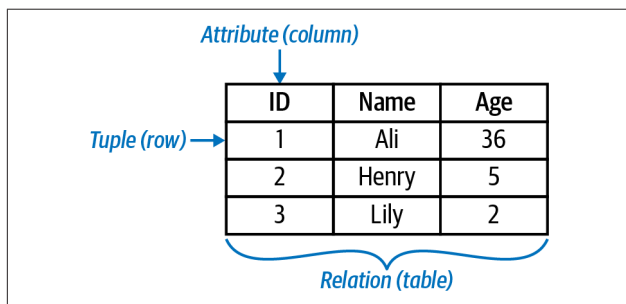 Attribute (column)
ID Name Age
Tuple (row) 1 Ali 36
2 Henry 5
3 Lily 2
Relation (table)